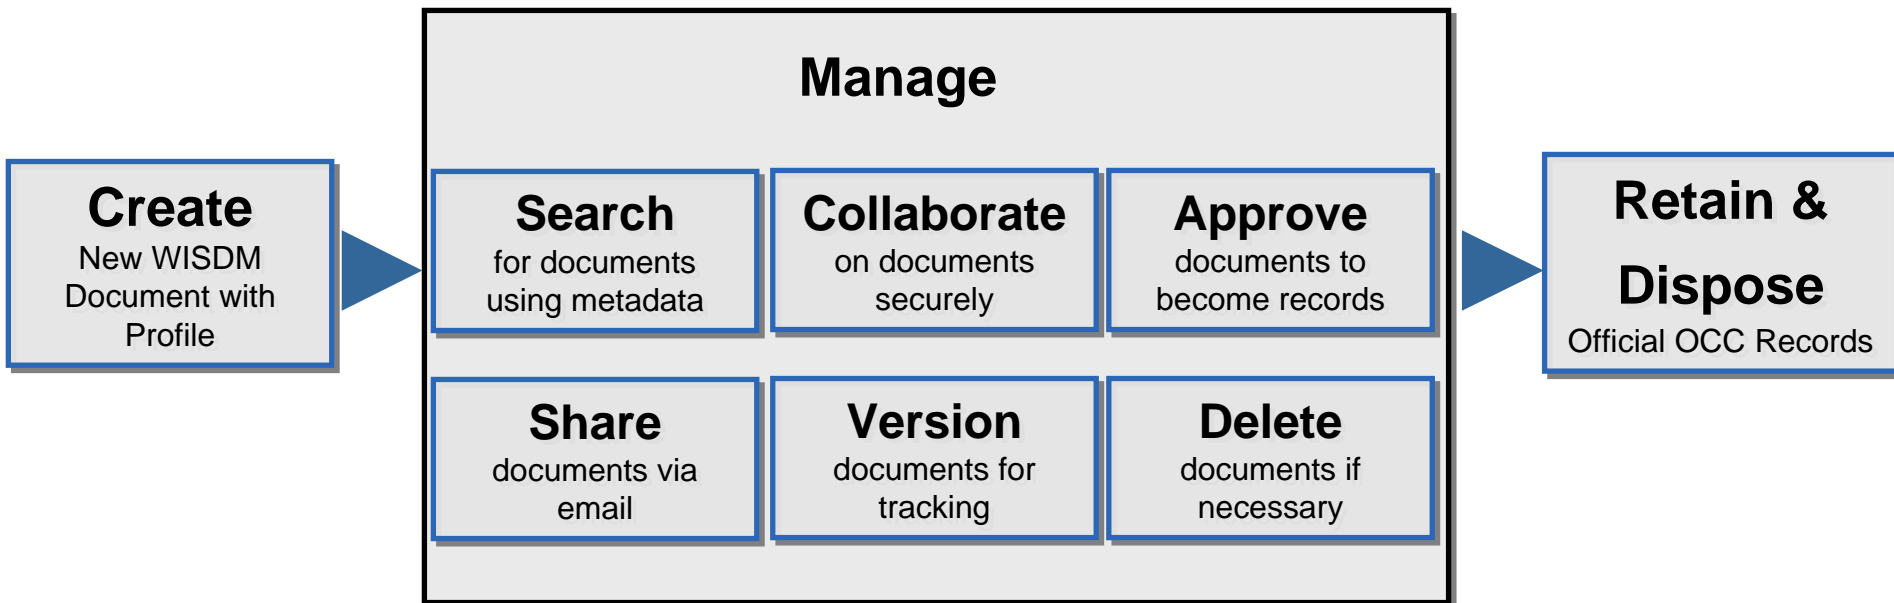 Manage
Create
New WISDM
Document with
Profile
Search
for documents
using metadata
Collaborate
on documents
securely
Approve
documents to
become records
Share
documents via
email
Version
documents for
tracking
Delete
documents if
necessary
Retain &
Dispose
Official OCC Records